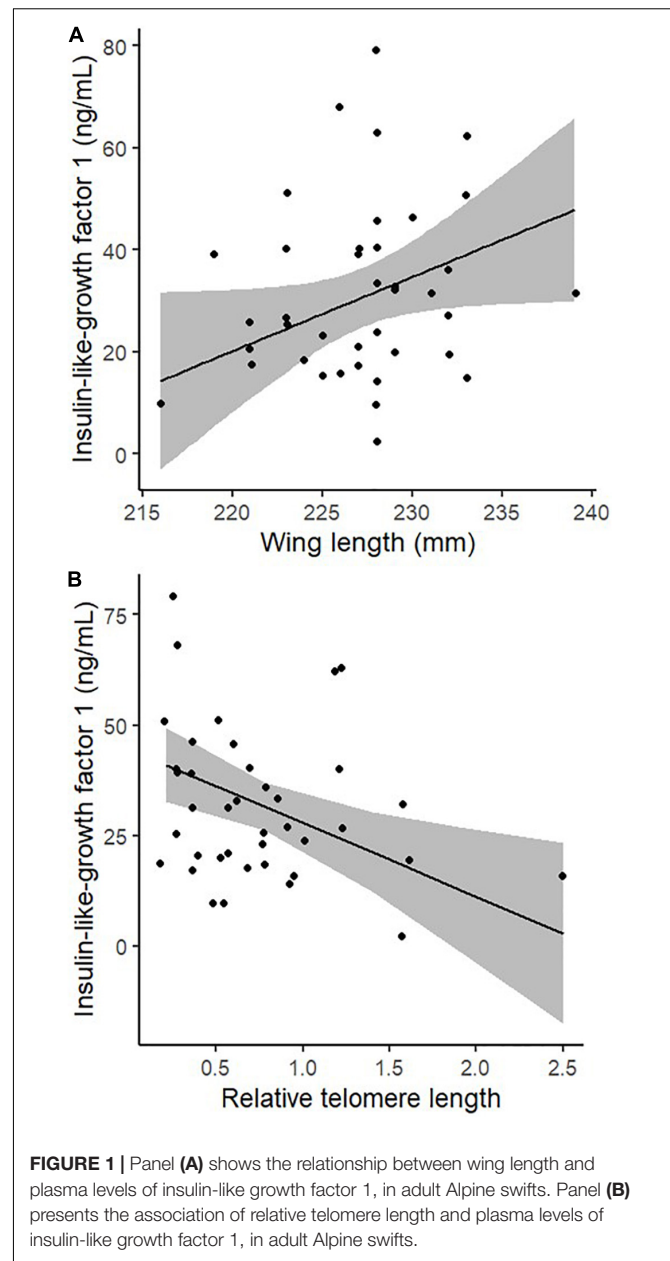 A
Insulin-like-growth factor 1 (ng/mL)
80
60
40
20
0
215 220 225 230 235 240
Wing length (mm)
B
Insulin-like-growth factor 1 (ng/mL)
75
50
25
0
0.5 1.0 1.5 2.0 2.5
Relative telomere length
FIGURE 1 | Panel (A) shows the relationship between wing length and
plasma levels of insulin-like growth factor 1, in adult Alpine swifts. Panel (B)
presents the association of relative telomere length and plasma levels of
insulin-like growth factor 1, in adult Alpine swifts.